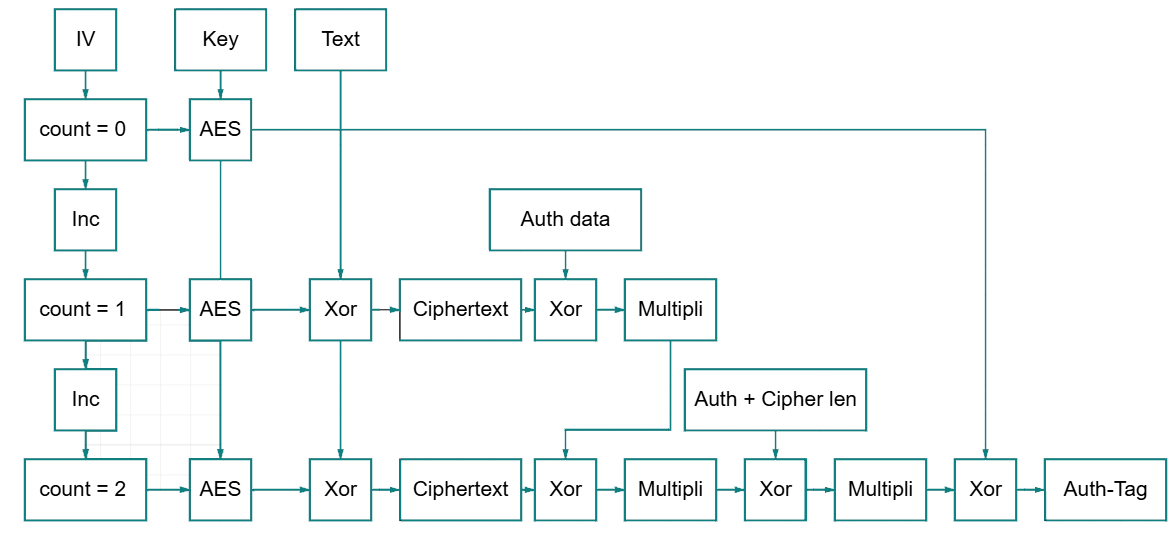 IV
Key
Text
count = 0
AES
Inc
Auth data
count = 1
AES
Xor
Ciphertext
Xor
Multipli
Inc
Auth + Cipher len
count = 2
AES
Xor
Ciphertext
Xor
Multipli
Xor
Multipli
Xor
Auth-Tag